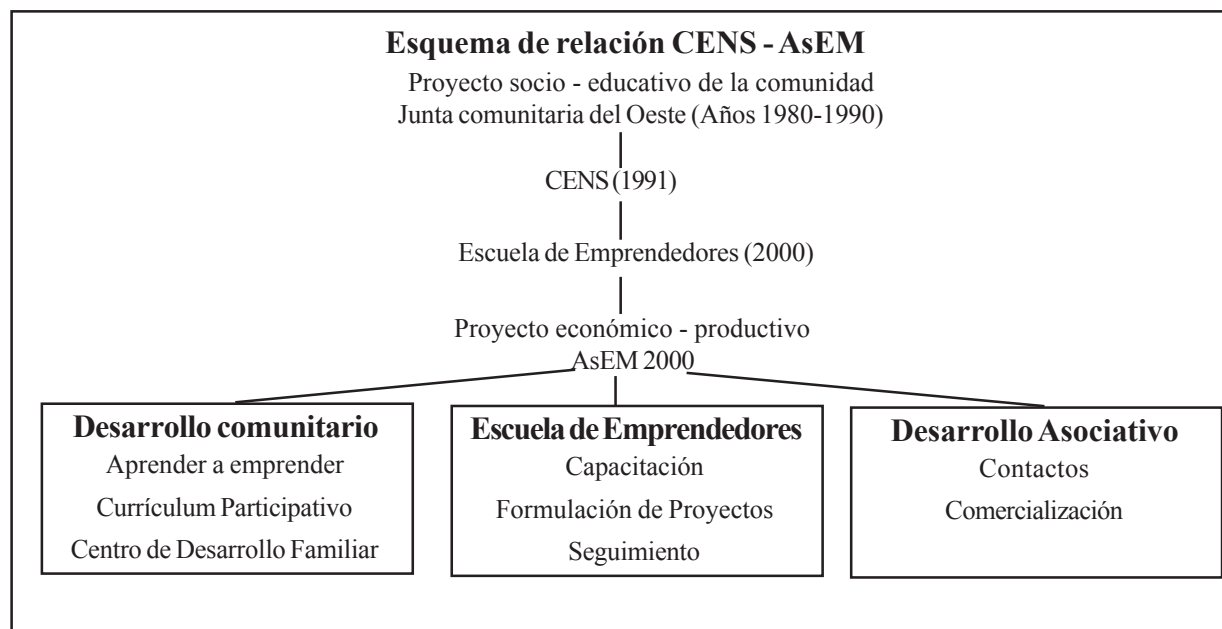 Esquema de relación CENS - AsEM
Proyecto socio - educativo de la comunidad
Junta comunitaria del Oeste (Años 1980-1990)
CENS (1991)
Escuela de Emprendedores (2000)
Proyecto económico - productivo
AsEM 2000
Desarrollo comunitario
Aprender a emprender
Currículum Participativo
Centro de Desarrollo Familiar
Escuela de Emprendedores
Capacitación
Formulación de Proyectos
Seguimiento
Desarrollo Asociativo
Contactos
Comercialización